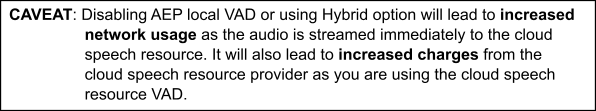 CAVEAT: Disabling AEP local VAD or using Hybrid option will lead to increased
network usage as the audio is streamed immediately to the cloud
speech resource. It will also lead to increased charges from the
cloud speech resource provider as you are using the cloud speech
resource VAD.